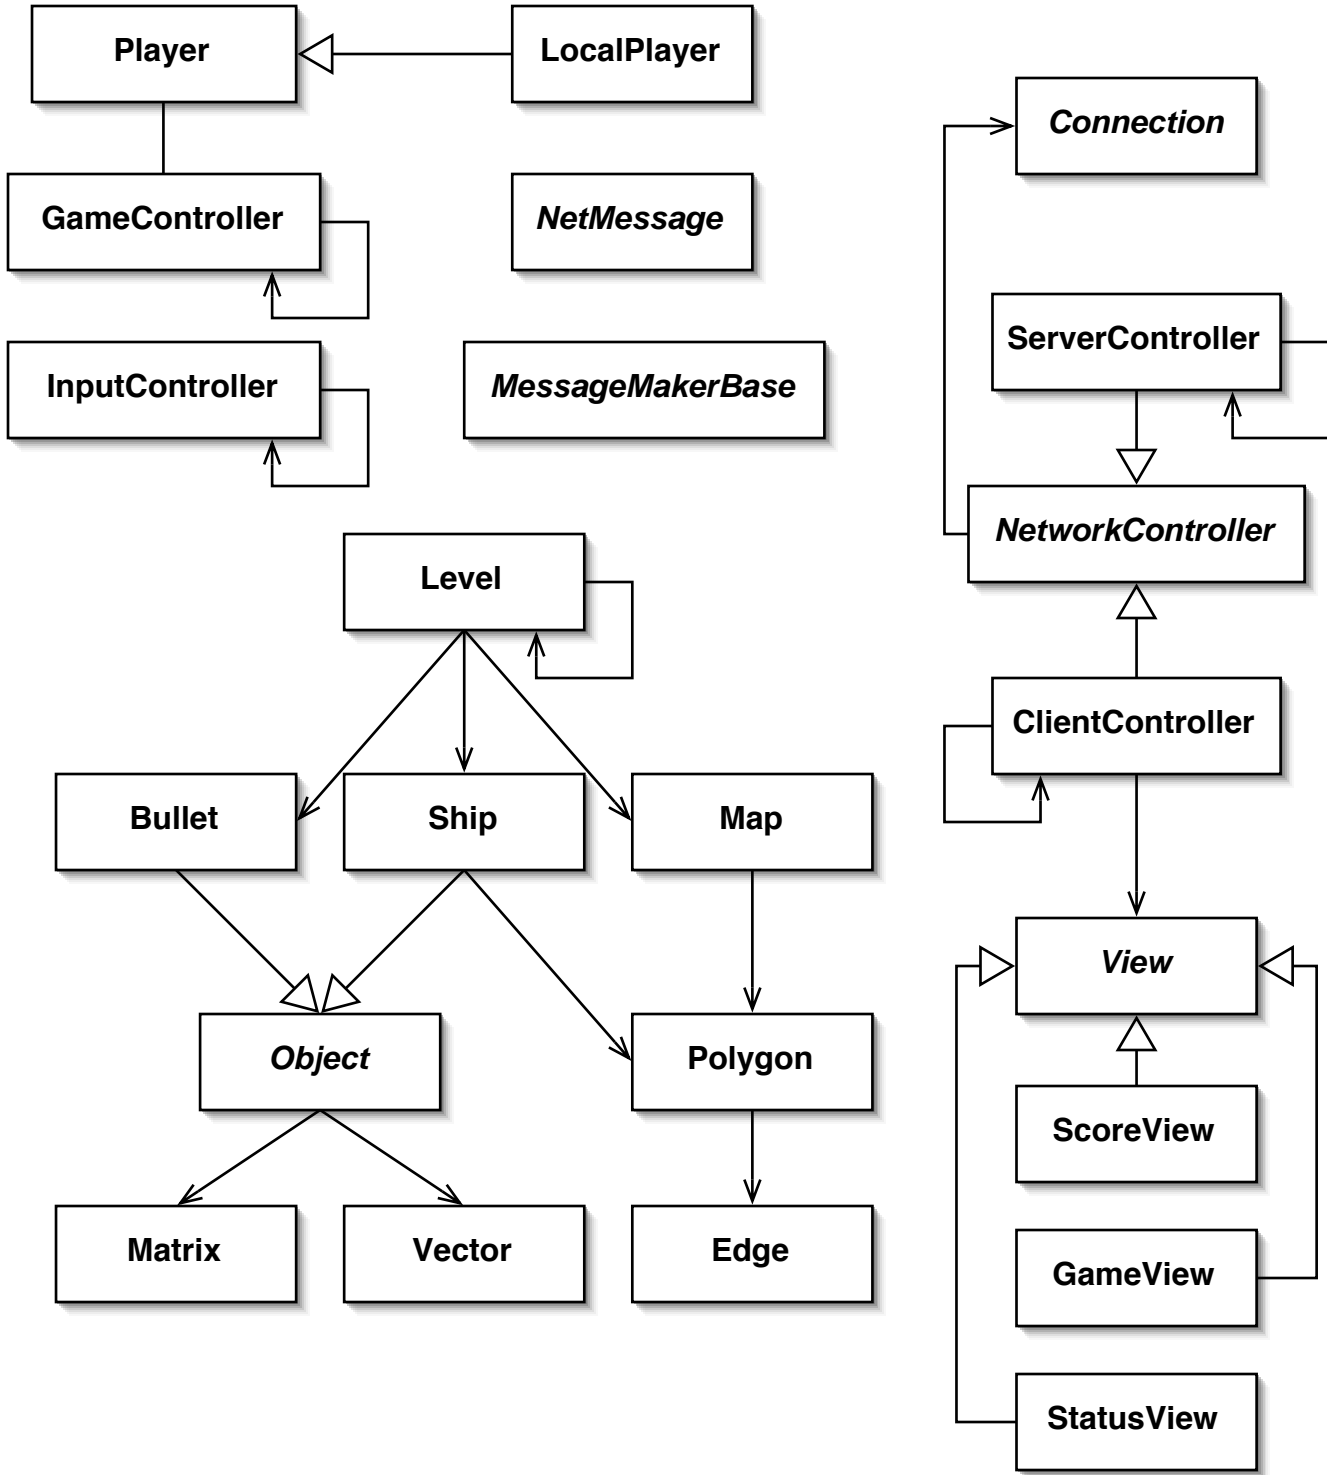 Player
LocalPlayer
Connection
GameController
NetMessage
ServerController
InputController
MessageMakerBase
NetworkController
Level
ClientController
Bullet
Ship
Map
View
Object
Polygon
ScoreView
Matrix
Vector
Edge
GameView
StatusView